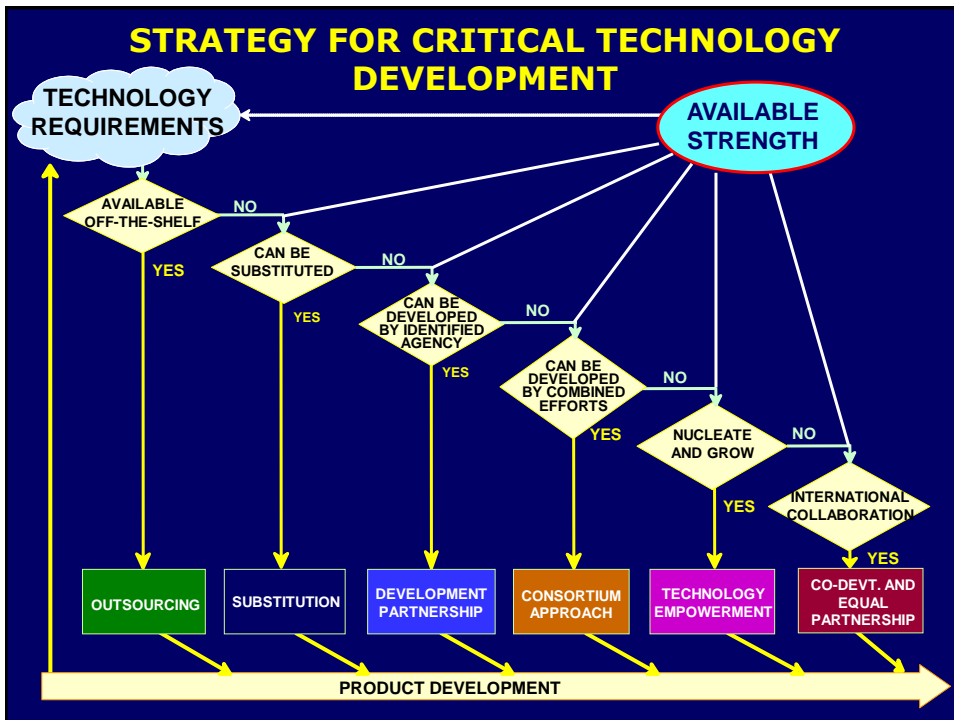 STRATEGY FOR CRITICAL TECHNOLOGY
DEVELOPMENT
TECHNOLOGY
REQUIREMENTS
AVAILABLE
STRENGTH
AVAILABLE
OFF-THE-SHELF
NO
YES
CAN BE
SUBSTITUTED
NO
YES
CAN BE
DEVELOPED
BY IDENTIFIED
AGENCY
NO
YES
CAN BE
DEVELOPED
BY COMBINED
EFFORTS
NO
YES
NUCLEATE
AND GROW
NO
YES
INTERNATIONAL
COLLABORATION
YES
OUTSOURCING
SUBSTITUTION
DEVELOPMENT
PARTNERSHIP
CONSORTIUM
APPROACH
TECHNOLOGY
EMPOWERMENT
CO-DEVT. AND
EQUAL
PARTNERSHIP
PRODUCT DEVELOPMENT